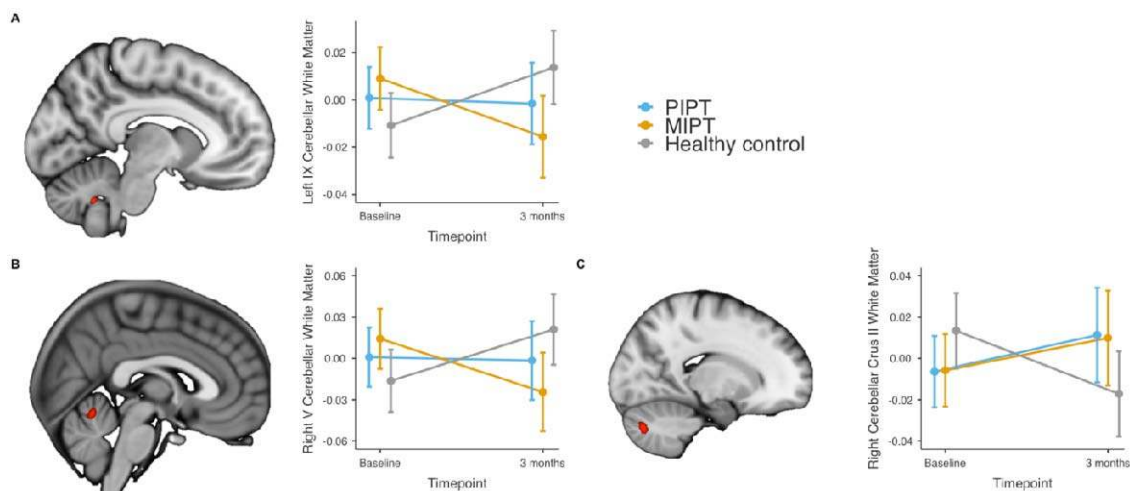 A
Left IX Cerebellar White Matter
0.02
0.00
-0.02
-0.04
Baseline
3 months
Timepoint
PIPT
MIPT
Healthy control
B
Right V Cerebellar White Matter
0.06
0.03
0.00
-0.03
-0.06
Baseline
3 months
Timepoint
C
Right Cerebellar Crus II White Matter
0.04
0.02
0.00
-0.02
-0.04
Baseline
3 months
Timepoint